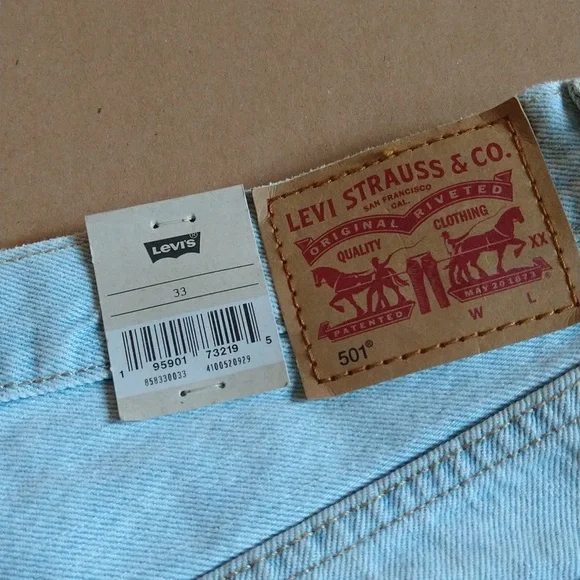 Levi's
33
1 95901 73219 5
858330033 4100520929
LEVI STRAUSS & CO.
SAN FRANCISCO
CAL.
ORIGINAL RIVETED
QUALITY CLOTHING
XX
PATENTED MAY 20 1873
W L
501®